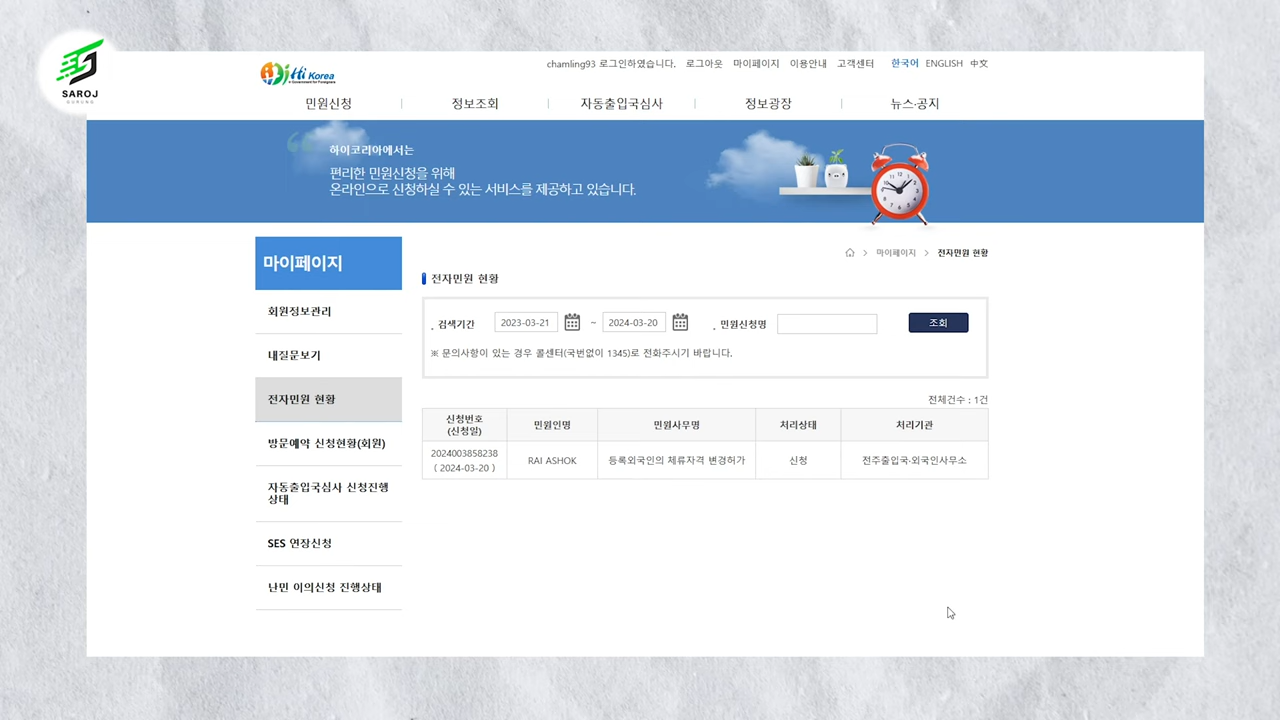 SAROJ
GURUNG
Hi Korea
e-Government for Foreigners
chamling93 로그인하였습니다. 로그아웃 마이페이지 이용안내 고객센터 한국어 ENGLISH 中文
민원신청 정보조회 자동출입국심사 정보광장 뉴스·공지
하이코리아에서는
편리한 민원신청을 위해
온라인으로 신청하실 수 있는 서비스를 제공하고 있습니다.
마이페이지
회원정보관리
내질문보기
전자민원 현황
방문예약 신청현황(회원)
자동출입국심사 신청진행
상태
SES 연장신청
난민 이의신청 진행상태
마이페이지 > 전자민원 현황
전자민원 현황
검색기간 2023-03-21 ~ 2024-03-20 민원신청명 조회
※ 문의사항이 있는 경우 콜센터(국번없이 1345)로 전화주시기 바랍니다.
전체건수 : 1건
신청번호
(신청일) 민원인명 민원사무명 처리상태 처리기관
2024003858238
( 2024-03-20 ) RAI ASHOK 등록외국인의 체류자격 변경허가 신청 전주출입국·외국인사무소